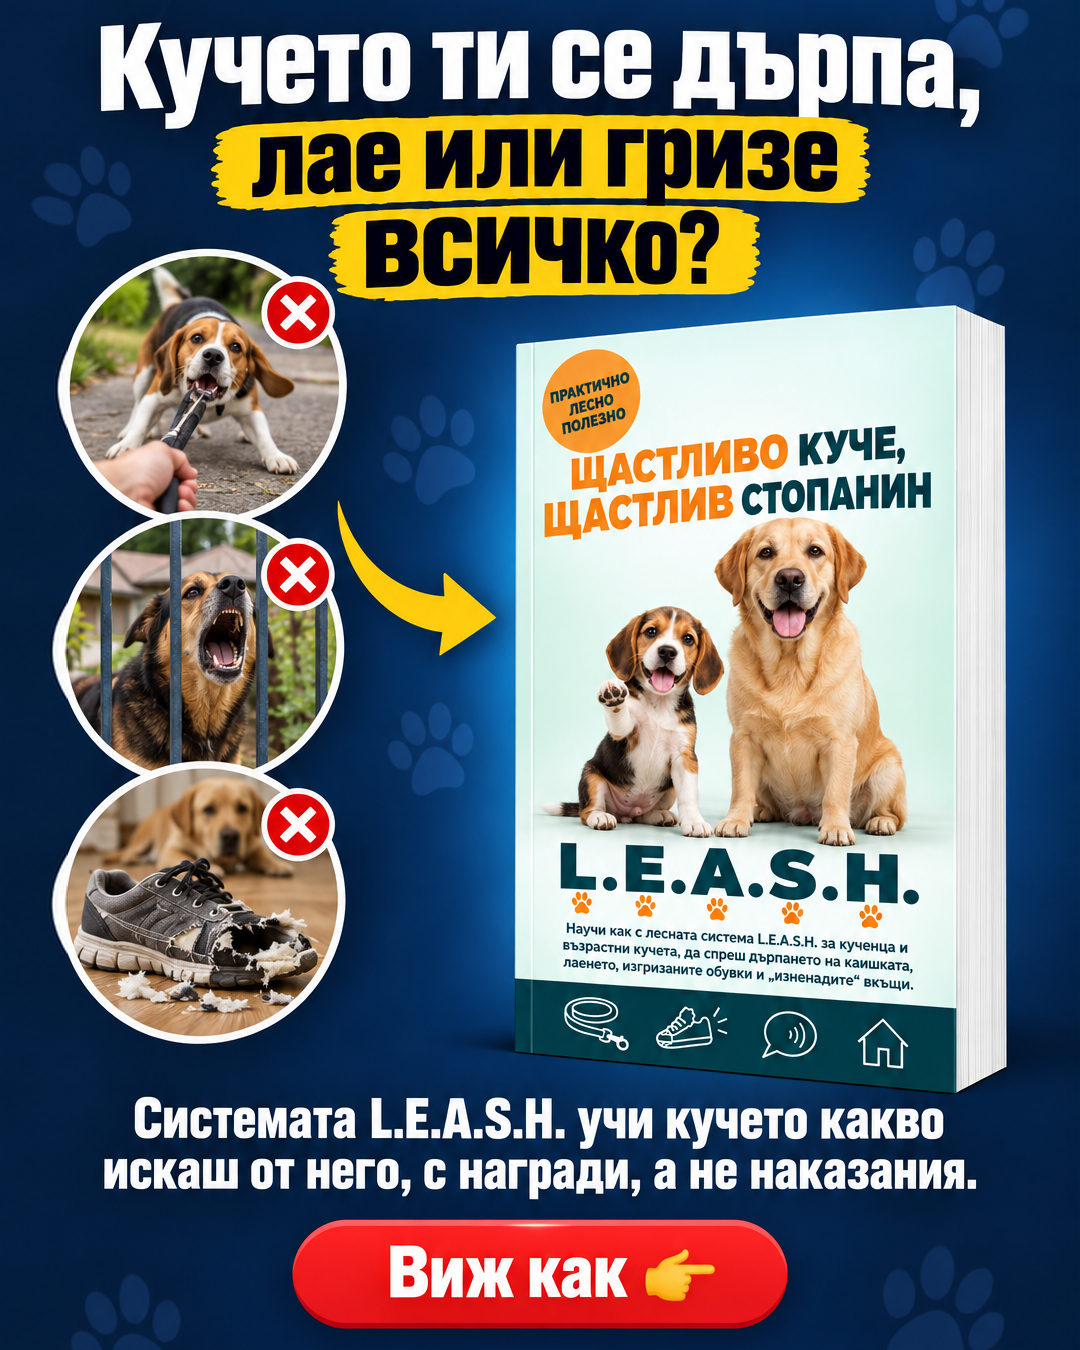 Кучето ти се дърпа,
лае или гризе
всичко?
ПРАКТИЧНО
ЛЕСНО
ПОЛЕЗНО
ЩАСТЛИВО КУЧЕ,
ЩАСТЛИВ СТОПАНИН
L.E.A.S.H.
Научи как с лесната система L.E.A.S.H. за кученца и
възрастни кучета, да спреш дърпането на каишката,
лаенето, изгризаните обувки и „изненадите“ вкъщи.
Системата L.E.A.S.H. учи кучето какво
искаш от него, с награди, а не наказания.
Виж как 👉